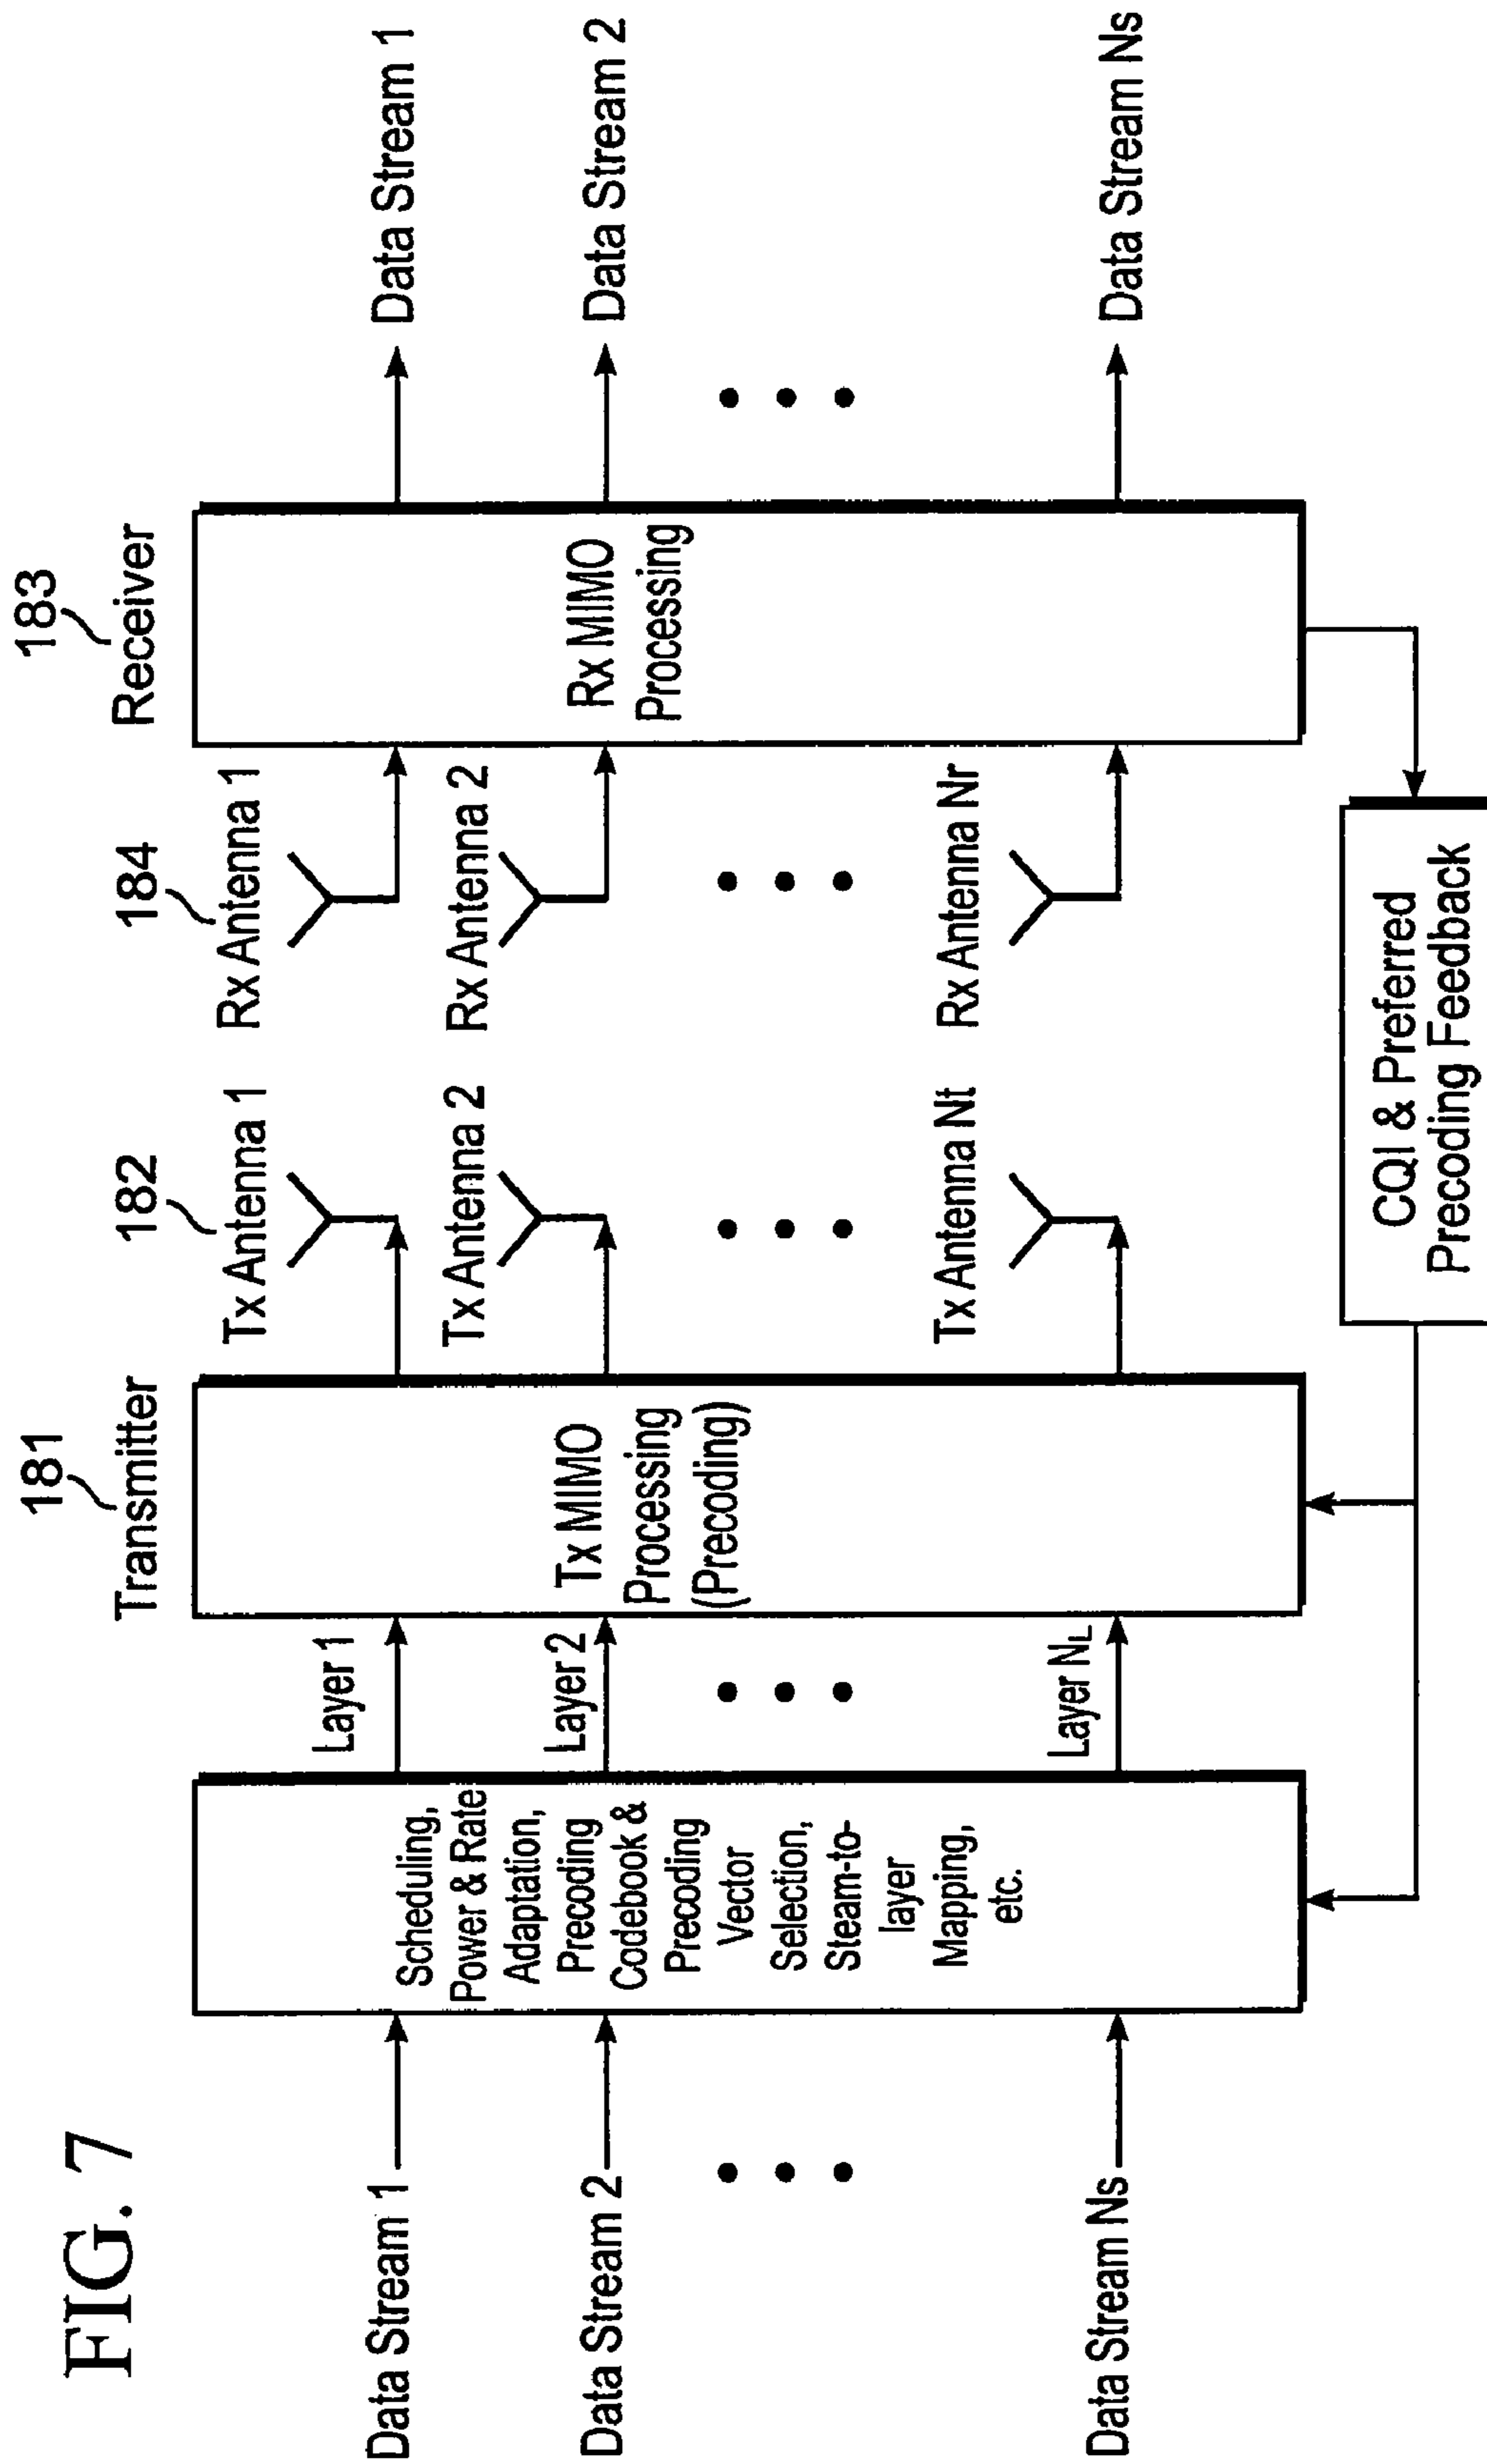 FIG. 7
Data Stream 1
Data Stream 2
Data Stream Ns
Scheduling,
Power & Rate
Adaptation,
Precoding
Codebook &
Precoding
Vector
Selection,
Steam-to-
layer
Mapping,
etc.
Layer 1
Layer 2
Layer NL
181
Transmitter
Tx MIMO
Processing
(Precoding)
182
Tx Antenna 1
Tx Antenna 2
Tx Antenna Nt
184
Rx Antenna 1
Rx Antenna 2
Rx Antenna Nr
183
Receiver
Rx MIMO
Processing
Data Stream 1
Data Stream 2
Data Stream Ns
CQI & Preferred
Precoding Feedback